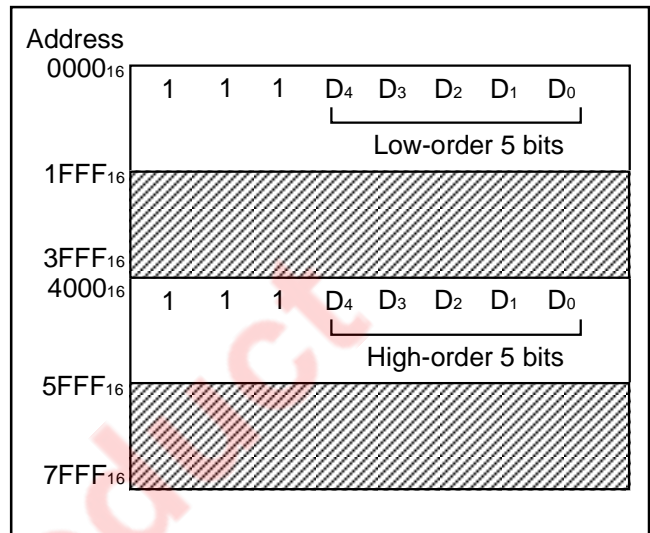 Address
0000₁₆
1 1 1 D₄ D₃ D₂ D₁ D₀
Low-order 5 bits
1FFF₁₆
3FFF₁₆
4000₁₆
1 1 1 D₄ D₃ D₂ D₁ D₀
High-order 5 bits
5FFF₁₆
7FFF₁₆
duct